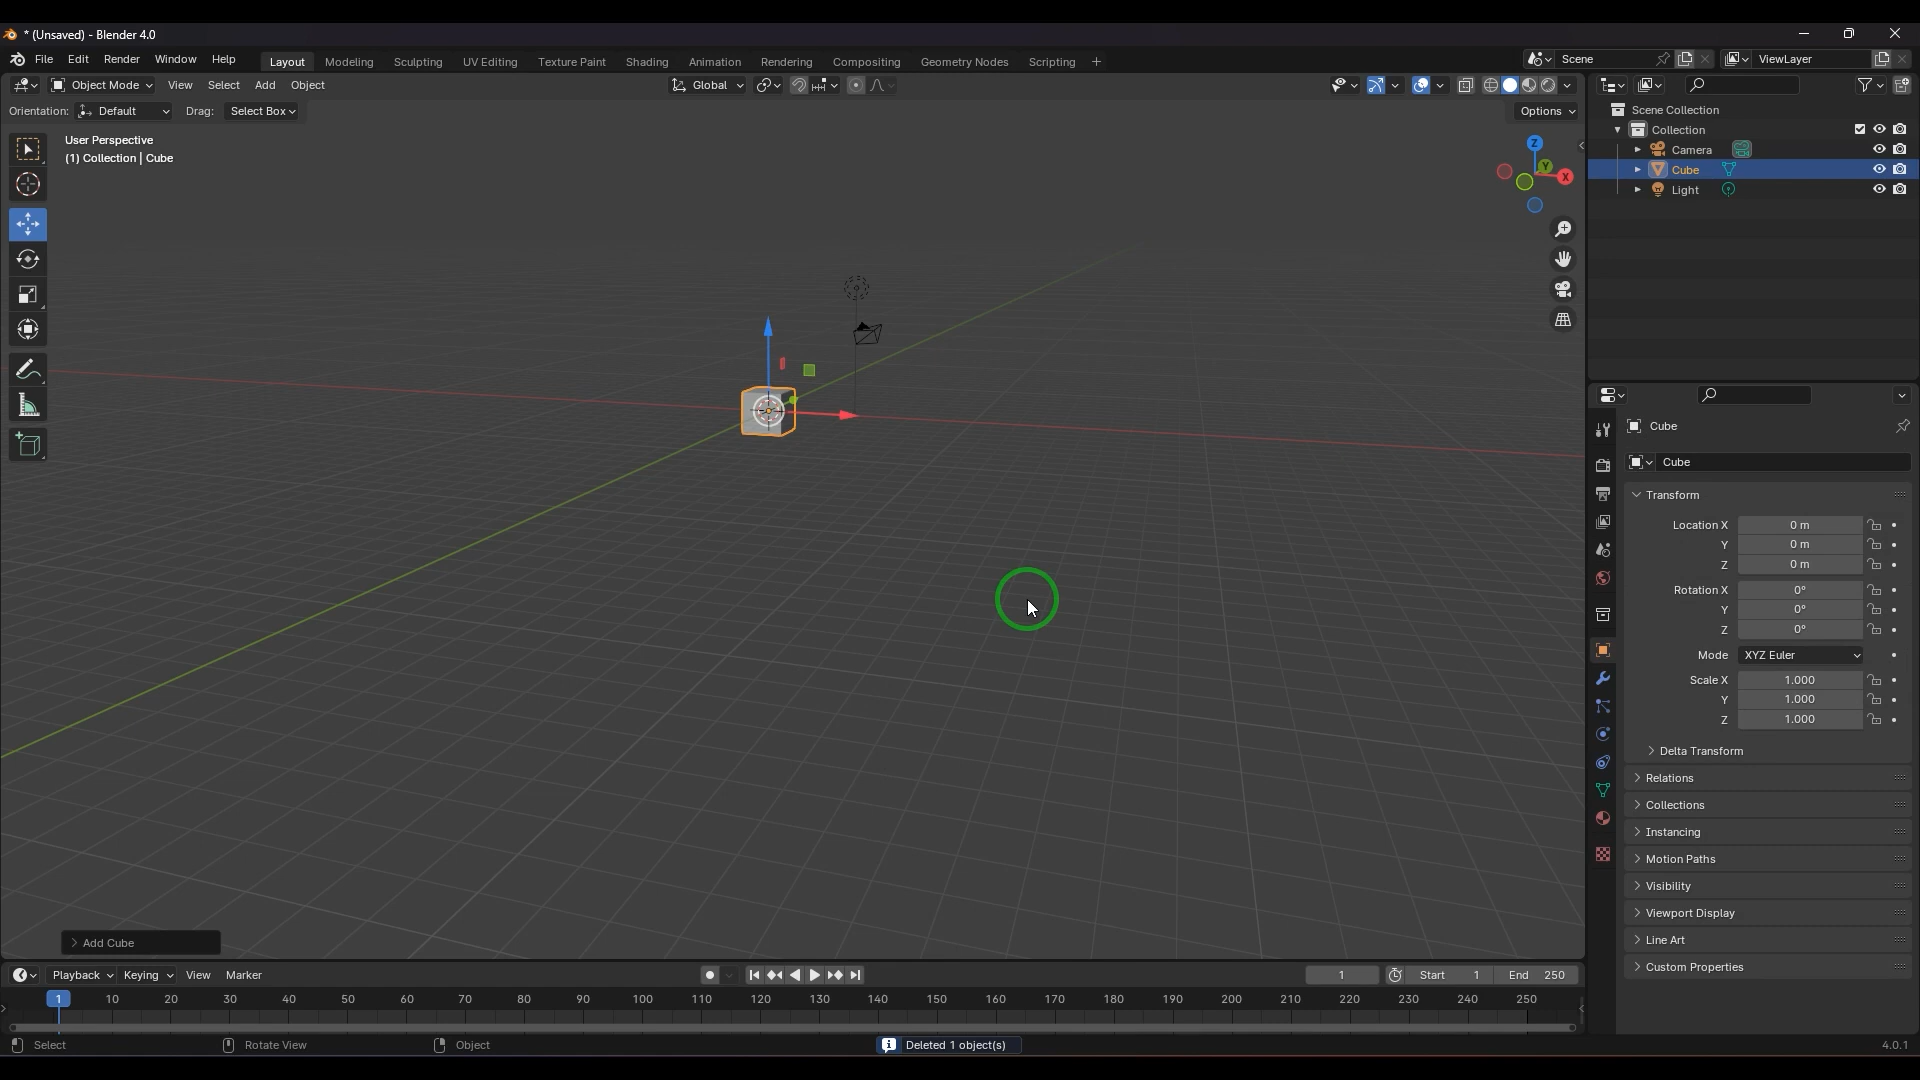 * (Unsaved) - Blender 4.0
File Edit Render Window Help
Layout Modeling Sculpting UV Editing Texture Paint Shading Animation Rendering Compositing Geometry Nodes Scripting +
Scene
ViewLayer
Object Mode View Select Add Object
Global
Orientation: Default Drag: Select Box
Options
User Perspective
(1) Collection | Cube
Z
Y
X
Scene Collection
Collection
Camera
Cube
Light
Cube
Cube
Transform
Location X 0 m
Y 0 m
Z 0 m
Rotation X 0°
Y 0°
Z 0°
Mode XYZ Euler
Scale X 1.000
Y 1.000
Z 1.000
Delta Transform
Relations
Collections
Instancing
Motion Paths
Visibility
Viewport Display
Line Art
Custom Properties
Add Cube
Playback Keying View Marker
1 Start 1 End 250
1 10 20 30 40 50 60 70 80 90 100 110 120 130 140 150 160 170 180 190 200 210 220 230 240 250
Select Rotate View Object
Deleted 1 object(s)
4.0.1